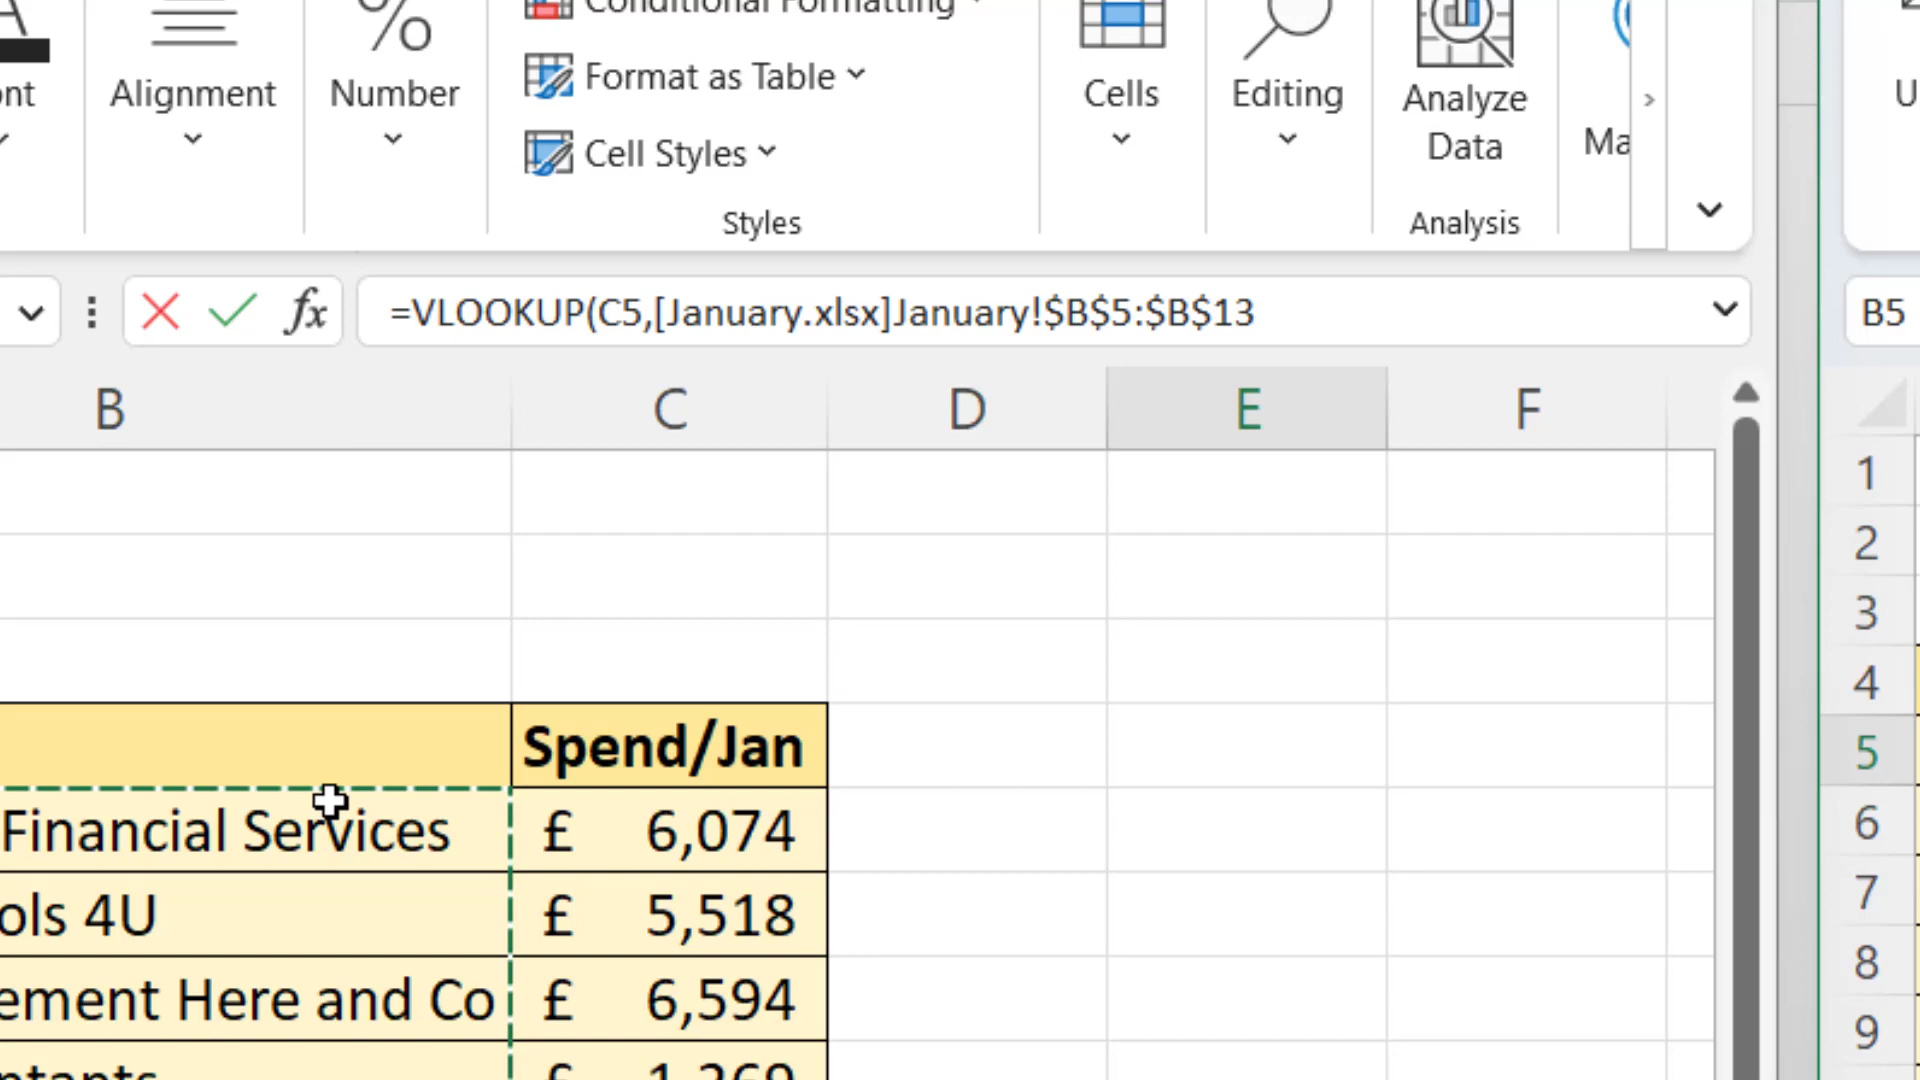 Conditional Formatting
Format as Table
Cell Styles
Styles
Alignment
Number
Cells
Editing
Analyze
Data
Analysis
=VLOOKUP(C5,[January.xlsx]January!$B$5:$B$13
B5
B C D E F
1
2
3
4
5
6
7
8
9
Spend/Jan
Financial Services £ 6,074
ols 4U £ 5,518
ement Here and Co £ 6,594